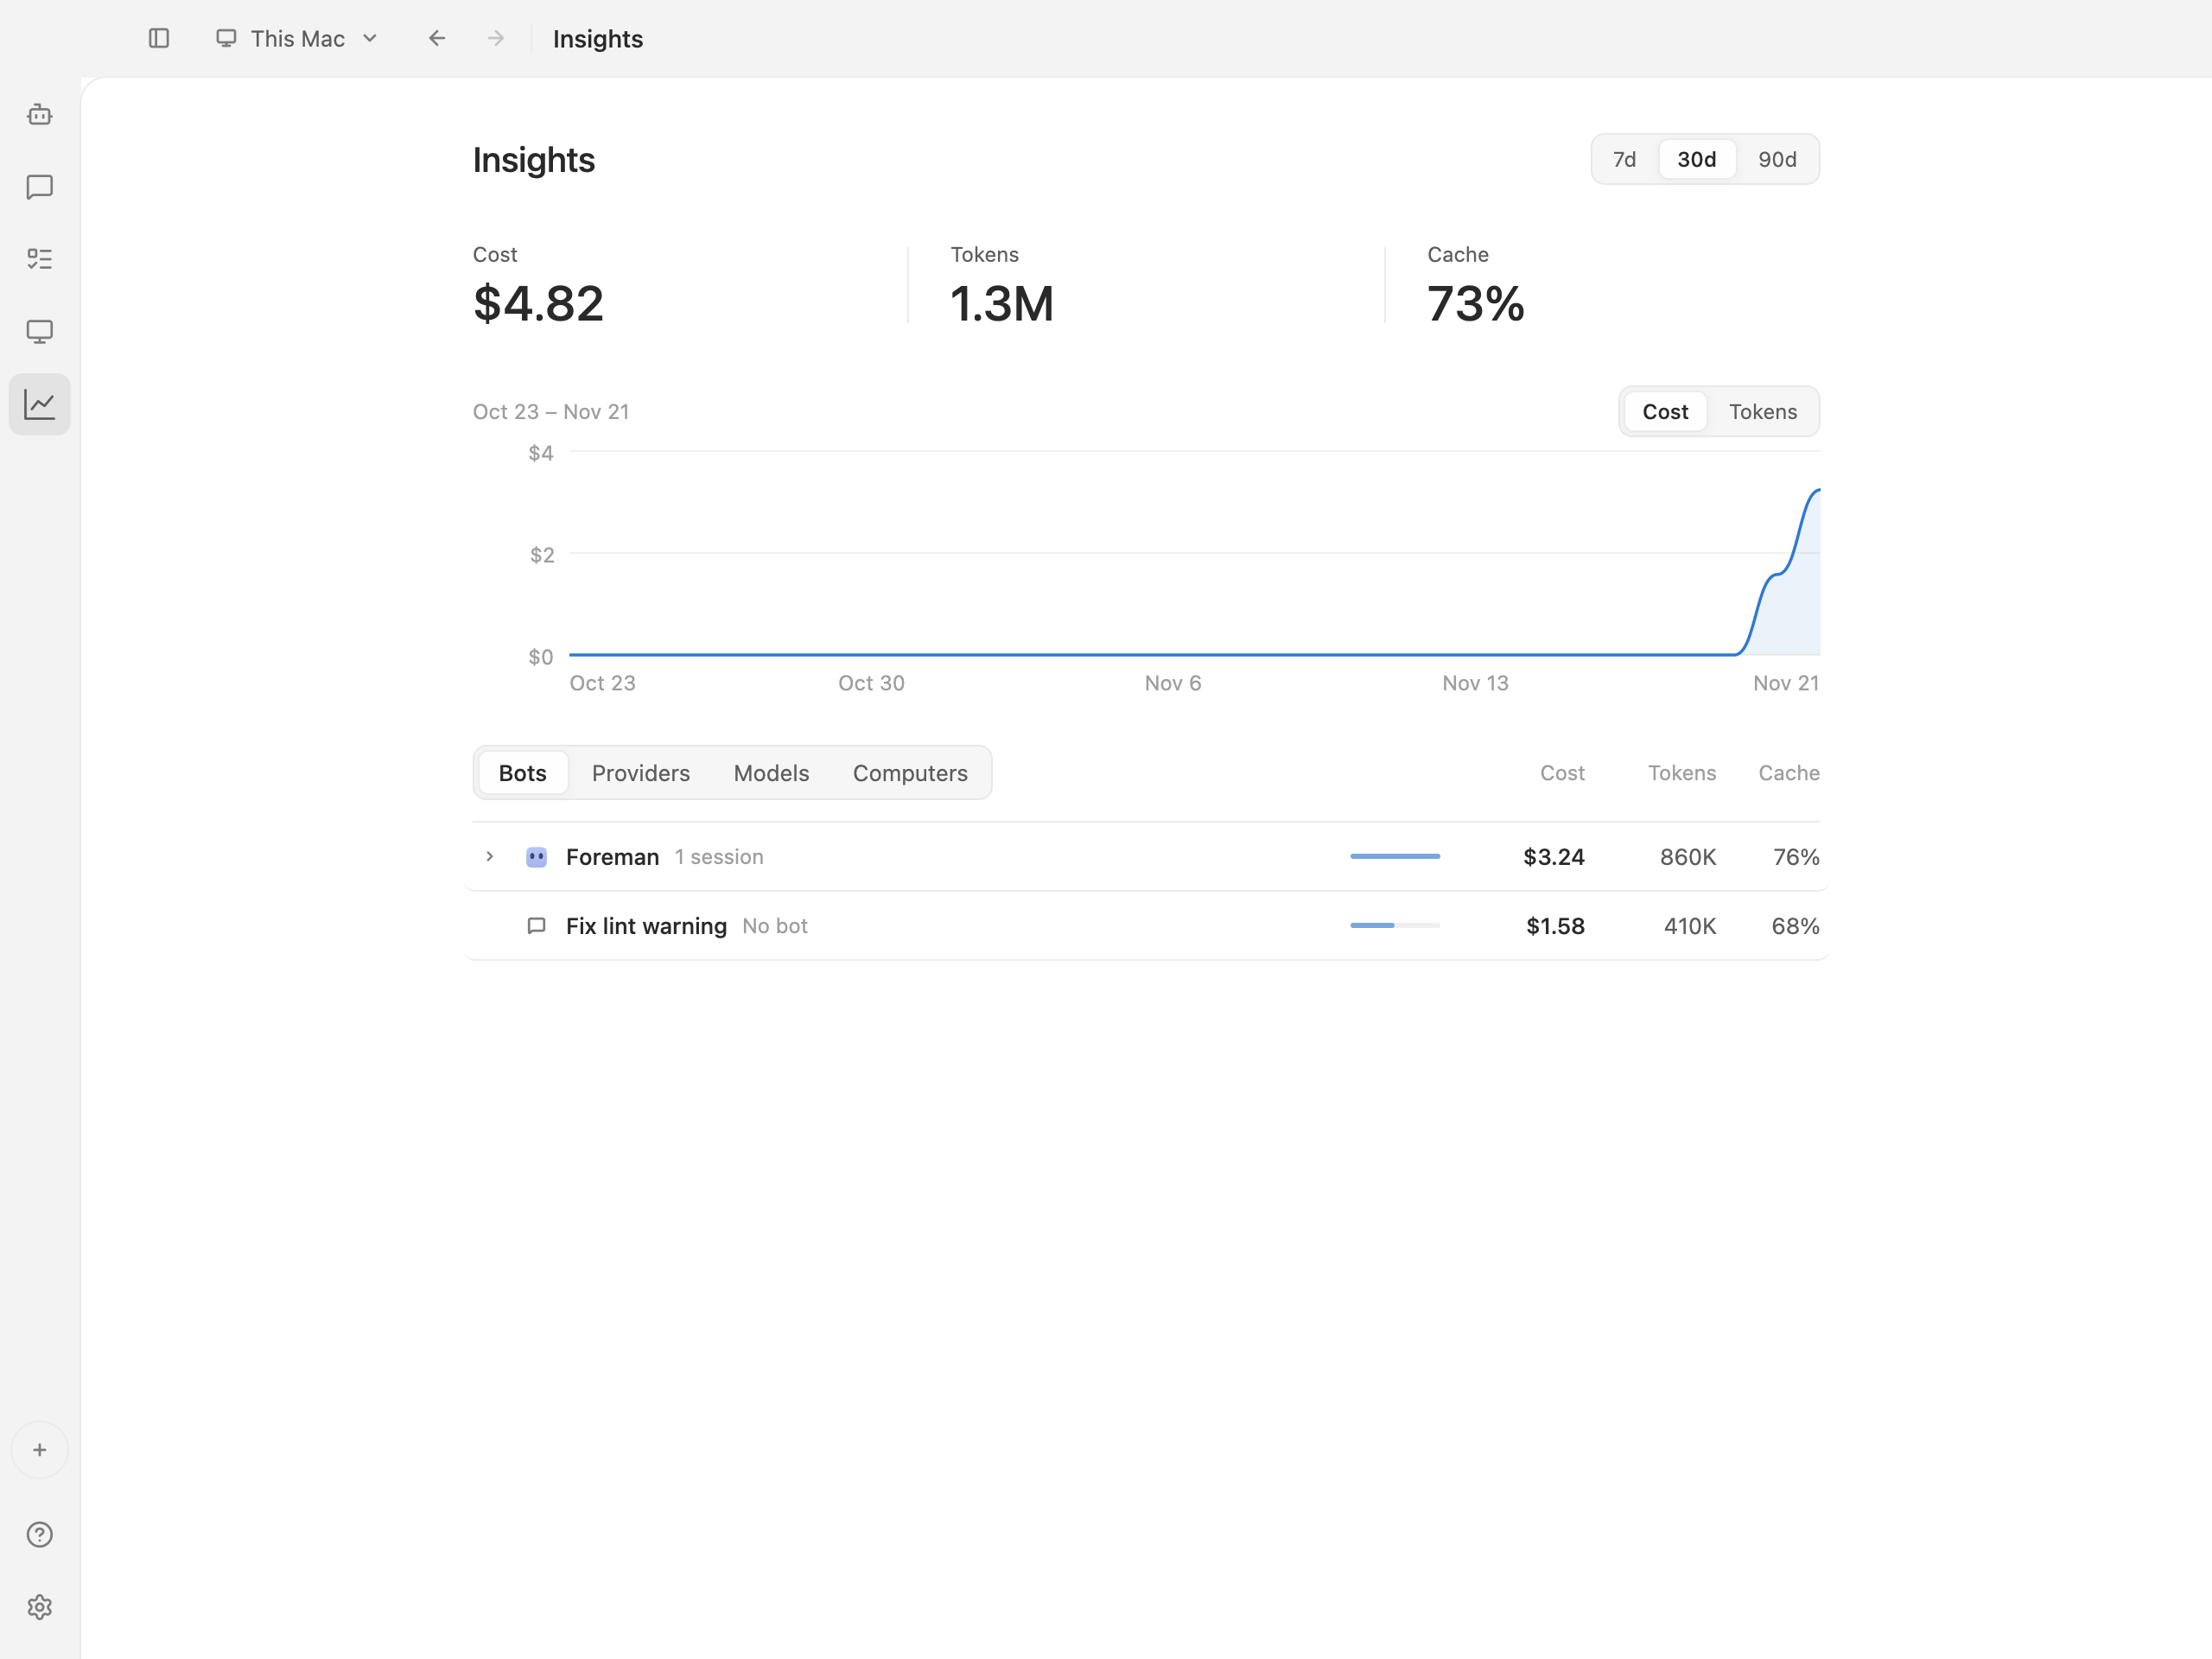 This Mac
Insights
Insights
7d 30d 90d
Cost Tokens Cache
$4.82 1.3M 73%
Oct 23 – Nov 21
Cost Tokens
$4
$2
$0
Oct 23 Oct 30 Nov 6 Nov 13 Nov 21
Bots Providers Models Computers Cost Tokens Cache
Foreman 1 session $3.24 860K 76%
Fix lint warning No bot $1.58 410K 68%